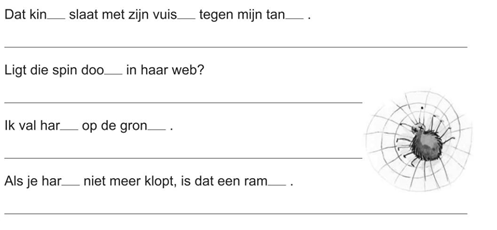 Dat kin___ slaat met zijn vuis___ tegen mijn tan___ .
Ligt die spin doo___ in haar web?
Ik val har___ op de gron___ .
Als je har___ niet meer klopt, is dat een ram___ .